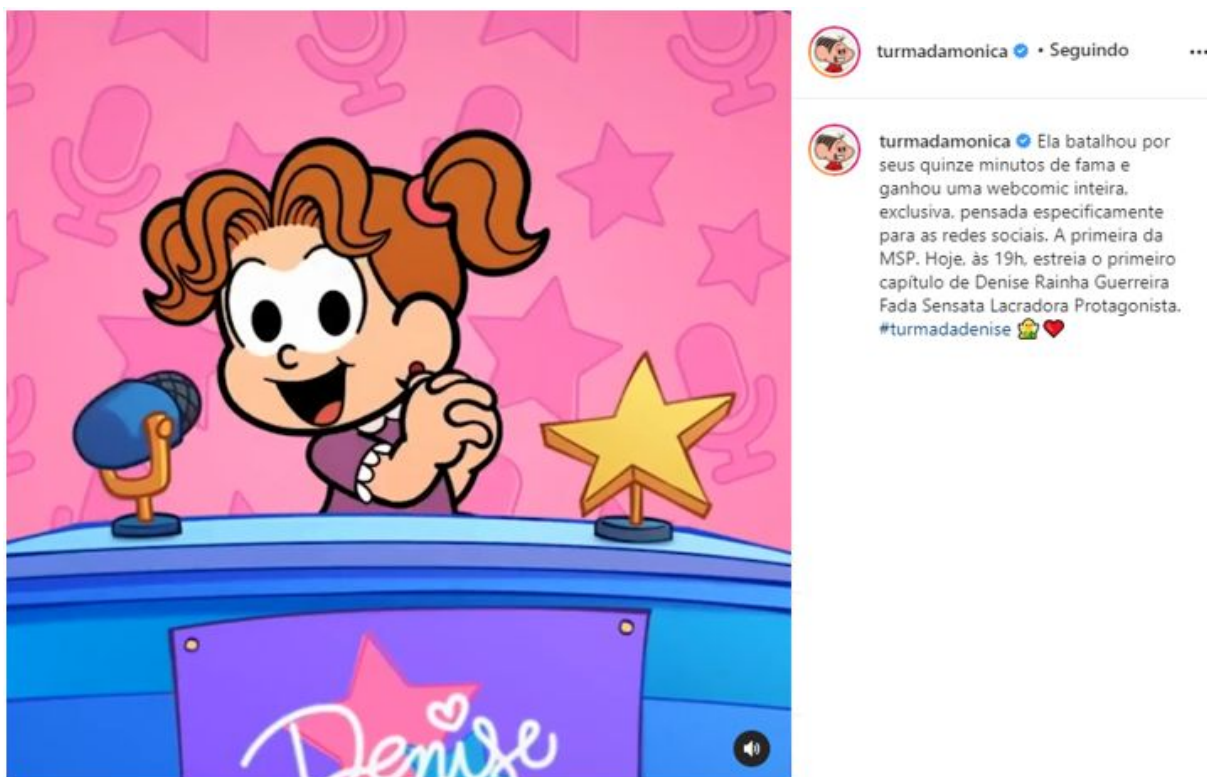 turmadamonica • Seguindo
turmadamonica Ela batalhou por
seus quinze minutos de fama e
ganhou uma webcomic inteira,
exclusiva, pensada especificamente
para as redes sociais. A primeira da
MSP. Hoje, às 19h, estreia o primeiro
capítulo de Denise Rainha Guerreira
Fada Sensata Lacradora Protagonista.
#turmadadenise
Denise